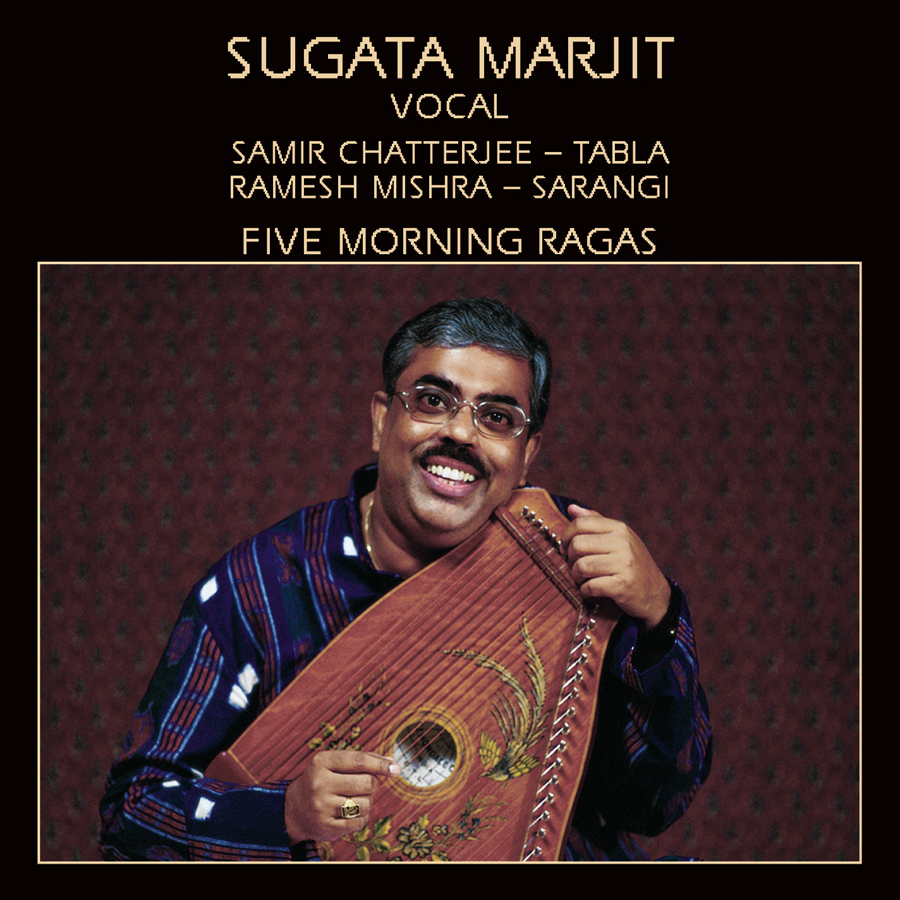 SUGATA MARJIT
VOCAL
SAMIR CHATTERJEE – TABLA
RAMESH MISHRA – SARANGI
FIVE MORNING RAGAS